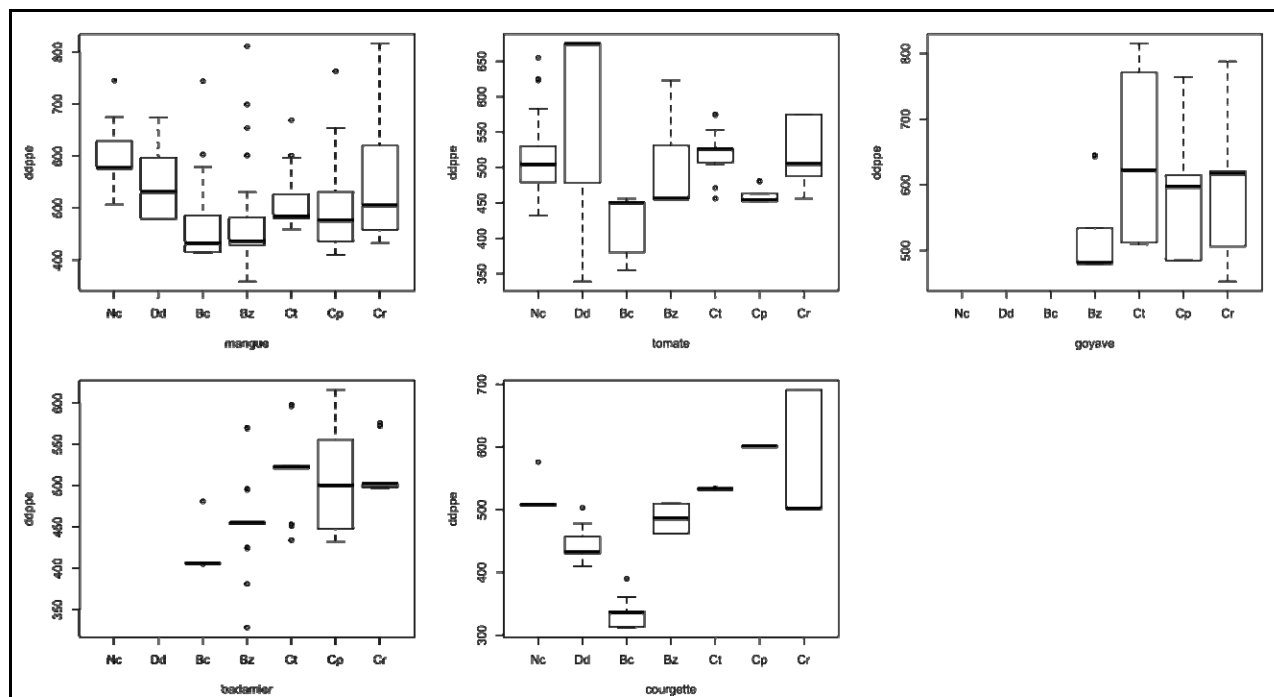 ddppe
800
700
600
500
400
Nc Dd Bc Bz Ct Cp Cr
mangue
ddppe
650
600
550
500
450
400
350
Nc Dd Bc Bz Ct Cp Cr
tomate
ddppe
800
700
600
500
Nc Dd Bc Bz Ct Cp Cr
goyave
ddppe
600
550
500
450
400
350
Nc Dd Bc Bz Ct Cp Cr
badamier
ddppe
700
600
500
400
300
Nc Dd Bc Bz Ct Cp Cr
courgette